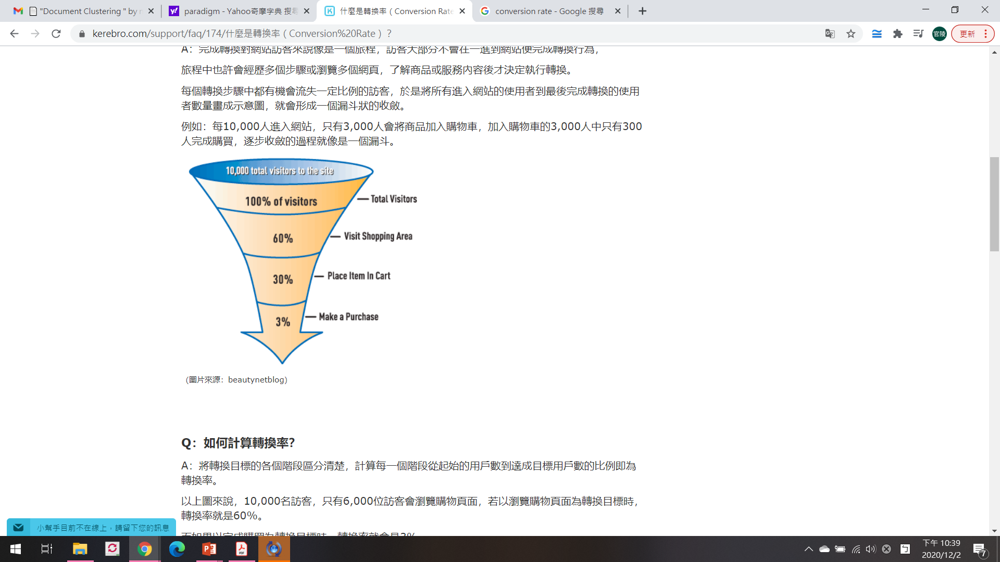 "Document Clustering " by r
paradigm - Yahoo奇摩字典 搜尋
什麼是轉換率 ( Conversion Rate
conversion rate - Google 搜尋
kerebro.com/support/faq/174/什麼是轉換率 ( Conversion%20Rate ) ？
官陵
更新
A：完成轉換對網站訪客來說像是一個旅程，訪客大部分不會在一進到網站便完成轉換行為，
旅程中也許會經歷多個步驟或瀏覽多個網頁，了解商品或服務內容後才決定執行轉換。
每個轉換步驟中都有機會流失一定比例的訪客，於是將所有進入網站的使用者到最後完成轉換的使用
者數量畫成示意圖，就會形成一個漏斗狀的收斂。
例如：每10,000人進入網站，只有3,000人會將商品加入購物車，加入購物車的3,000人中只有300
人完成購買，逐步收斂的過程就像是一個漏斗。
10,000 total visitors to the site
100% of visitors
Total Visitors
60%
Visit Shopping Area
30%
Place Item In Cart
3%
Make a Purchase
(圖片來源：beautynetblog)
Q：如何計算轉換率?
A：將轉換目標的各個階段區分清楚，計算每一個階段從起始的用戶數到達成目標用戶數的比例即為
轉換率。
以上圖來說，10,000名訪客，只有6,000位訪客會瀏覽購物頁面，若以瀏覽購物頁面為轉換目標時，
轉換率就是60%。
而如果以完成購買為轉換目標時，轉換率就會是3%
小幫手目前不在線上，請留下您的訊息
PDF
ㄅ
下午 10:39
2020/12/2
7